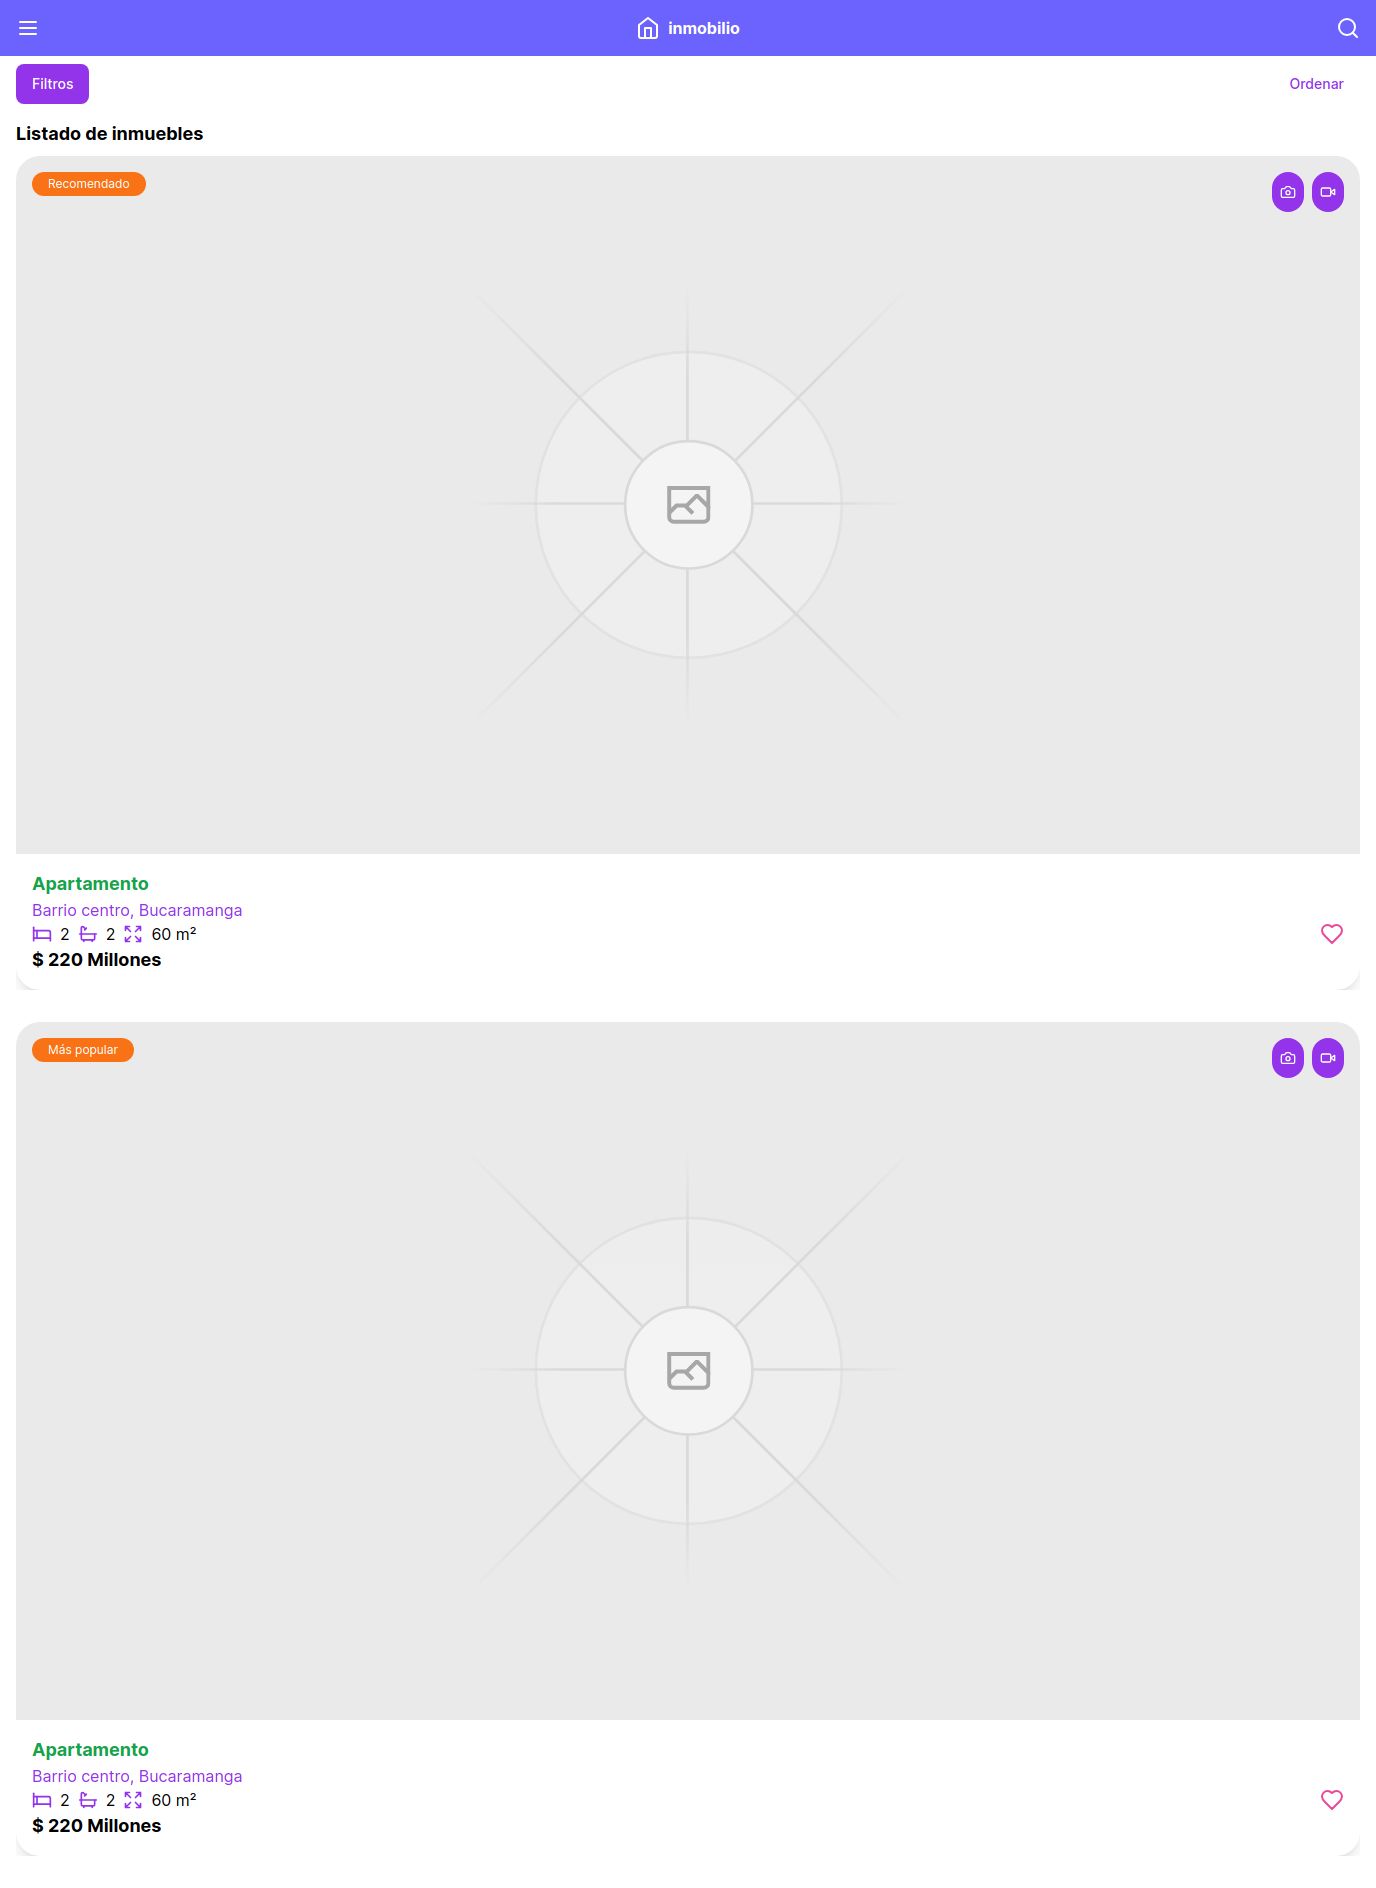 inmobilio
Filtros
Ordenar
Listado de inmuebles
Recomendado
Apartamento
Barrio centro, Bucaramanga
2 2 60 m²
$ 220 Millones
Más popular
Apartamento
Barrio centro, Bucaramanga
2 2 60 m²
$ 220 Millones